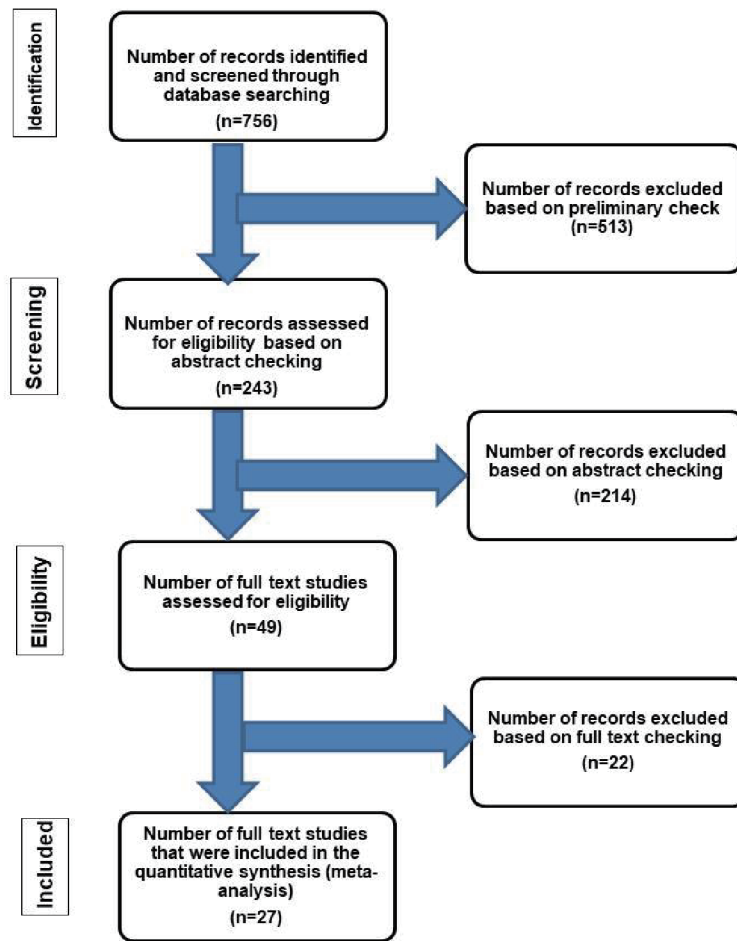 Identification
Number of records identified
and screened through
database searching
(n=756)
Number of records excluded
based on preliminary check
(n=513)
Screening
Number of records assessed
for eligibility based on
abstract checking
(n=243)
Number of records excluded
based on abstract checking
(n=214)
Eligibility
Number of full text studies
assessed for eligibility
(n=49)
Number of records excluded
based on full text checking
(n=22)
Included
Number of full text studies
that were included in the
quantitative synthesis (meta-
analysis)
(n=27)